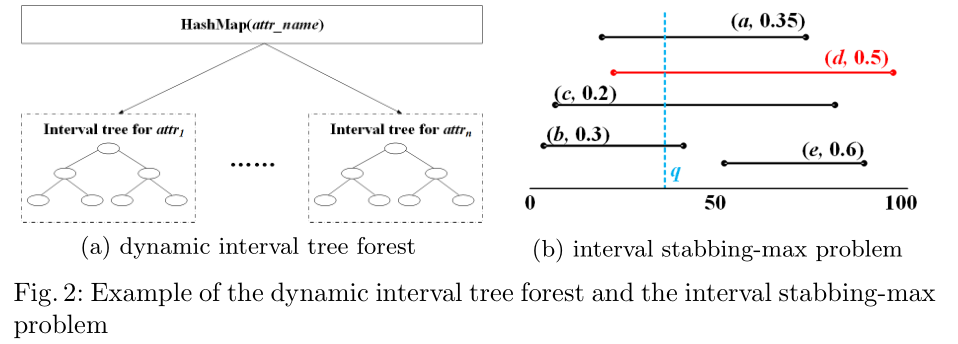 HashMap(attr_name)
Interval tree for attr1
Interval tree for attrn
......
(a) dynamic interval tree forest
(a, 0.35)
(d, 0.5)
(c, 0.2)
(b, 0.3)
(e, 0.6)
q
0 50 100
(b) interval stabbing-max problem
Fig. 2: Example of the dynamic interval tree forest and the interval stabbing-max
problem